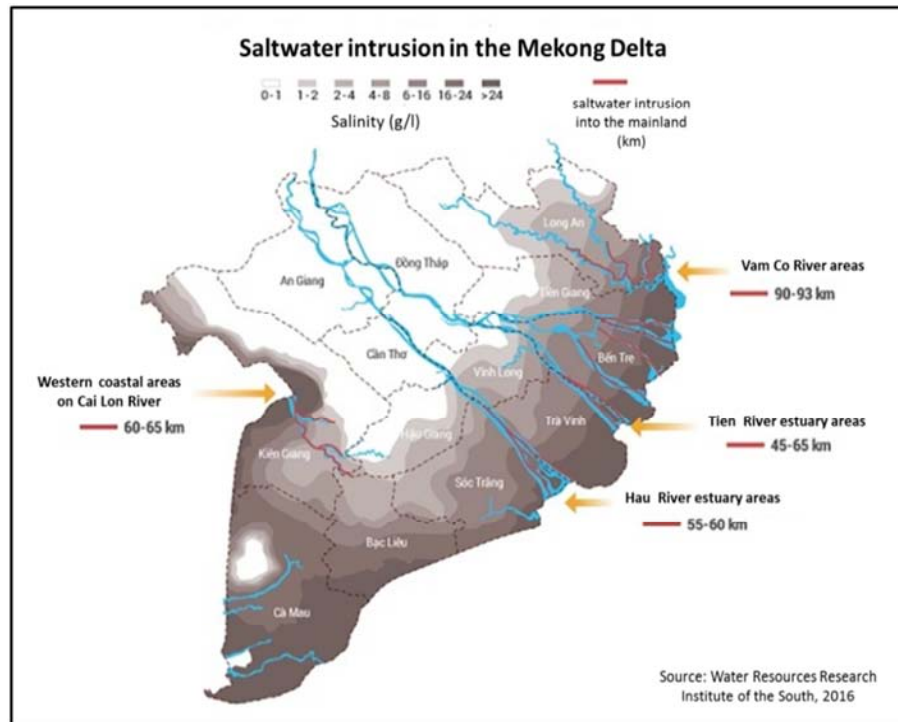 Saltwater intrusion in the Mekong Delta
0-1 1-2 2-4 4-8 6-16 16-24 >24
Salinity (g/l)
saltwater intrusion
into the mainland
(km)
Long An
Đồng Tháp
An Giang
Tiền Giang
Vam Co River areas
90-93 km
Cần Thơ
Vĩnh Long
Bến Tre
Western coastal areas
on Cai Lon River
60-65 km
Hậu Giang
Trà Vinh
Tien River estuary areas
45-65 km
Kiên Giang
Sóc Trăng
Hau River estuary areas
55-60 km
Bạc Liêu
Cà Mau
Source: Water Resources Research
Institute of the South, 2016